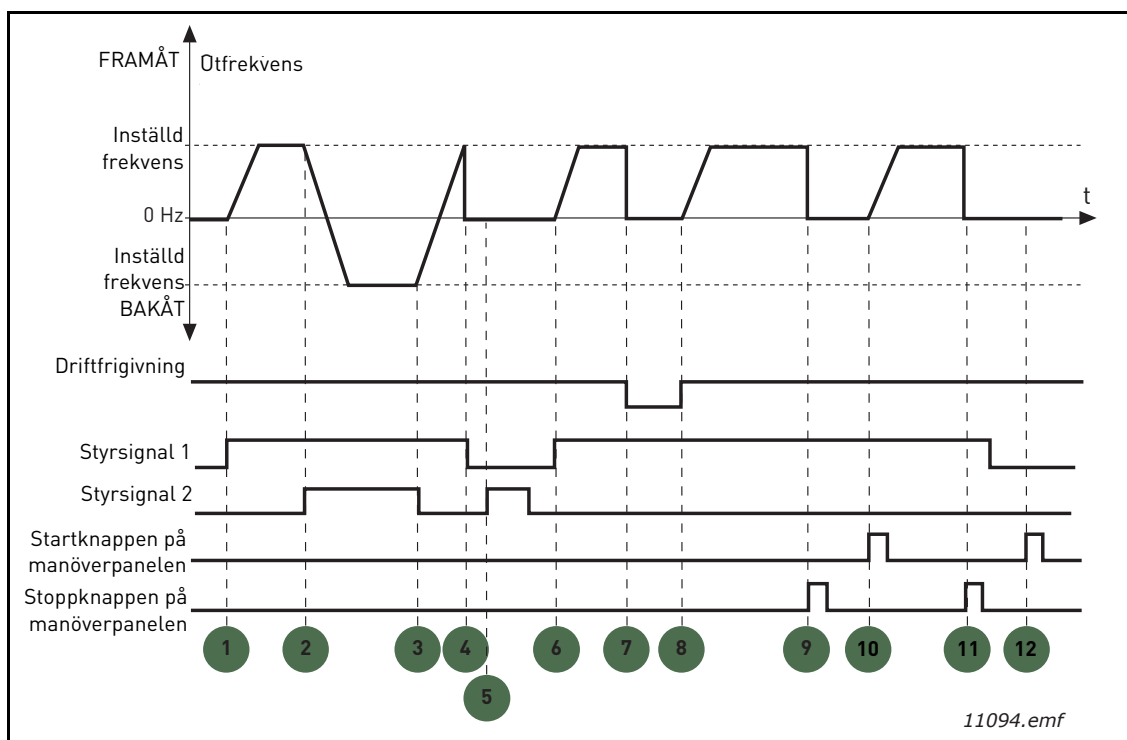 FRAMÅT
Otfrekvens
Inställd
frekvens
t
0 Hz
Inställd
frekvens
BAKÅT
Driftfrigivning
Styrsignal 1
Styrsignal 2
Startknappen på
manöverpanelen
Stoppknappen på
manöverpanelen
1 2 3 4 6 7 8 9 10 11 12
5
11094.emf